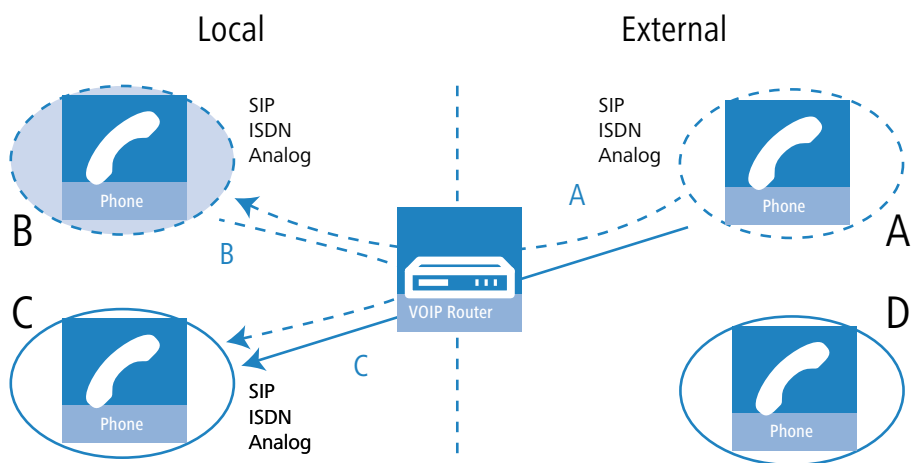 Local
External
SIP
ISDN
Analog
Phone
B
B
SIP
ISDN
Analog
A
Phone
A
VOIP Router
C
Phone
C
SIP
ISDN
Analog
D
Phone